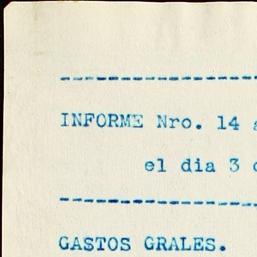 INFORME Nro. 14
el dia 3
GASTOS GRALES.